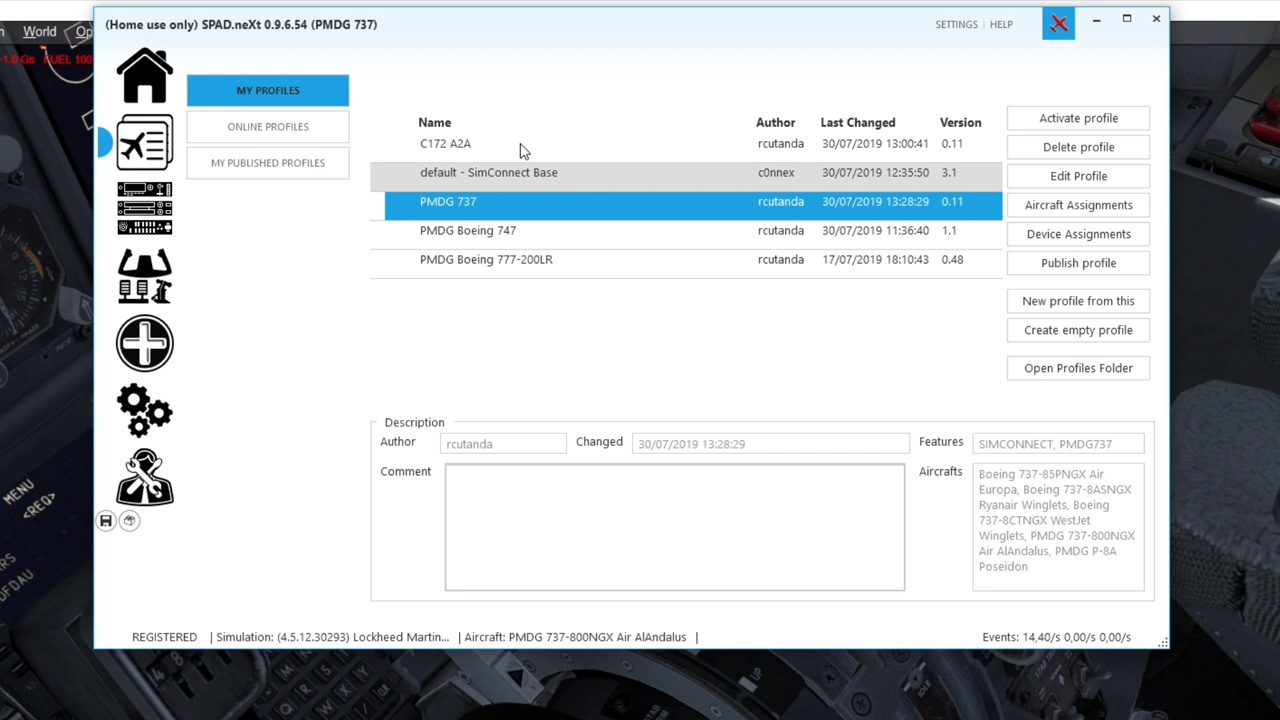 (Home use only) SPAD.neXt 0.9.6.54 (PMDG 737)
SETTINGS | HELP
World
-1.0 Gs FUEL 100
MY PROFILES
ONLINE PROFILES
MY PUBLISHED PROFILES
Name Author Last Changed Version
C172 A2A rcutanda 30/07/2019 13:00:41 0.11
default - SimConnect Base c0nnex 30/07/2019 12:35:50 3.1
PMDG 737 rcutanda 30/07/2019 13:28:29 0.11
PMDG Boeing 747 rcutanda 30/07/2019 11:36:40 1.1
PMDG Boeing 777-200LR rcutanda 17/07/2019 18:10:43 0.48
Activate profile
Delete profile
Edit Profile
Aircraft Assignments
Device Assignments
Publish profile
New profile from this
Create empty profile
Open Profiles Folder
Description
Author rcutanda Changed 30/07/2019 13:28:29 Features SIMCONNECT, PMDG737
Comment
Aircrafts
Boeing 737-85PNGX Air
Europa, Boeing 737-8ASNGX
Ryanair Winglets, Boeing
737-8CTNGX WestJet
Winglets, PMDG 737-800NGX
Air AlAndalus, PMDG P-8A
Poseidon
MENU
<REQ>
REGISTERED | Simulation: (4.5.12.30293) Lockheed Martin... | Aircraft: PMDG 737-800NGX Air AlAndalus |
Events: 14,40/s 0,00/s 0,00/s
UP